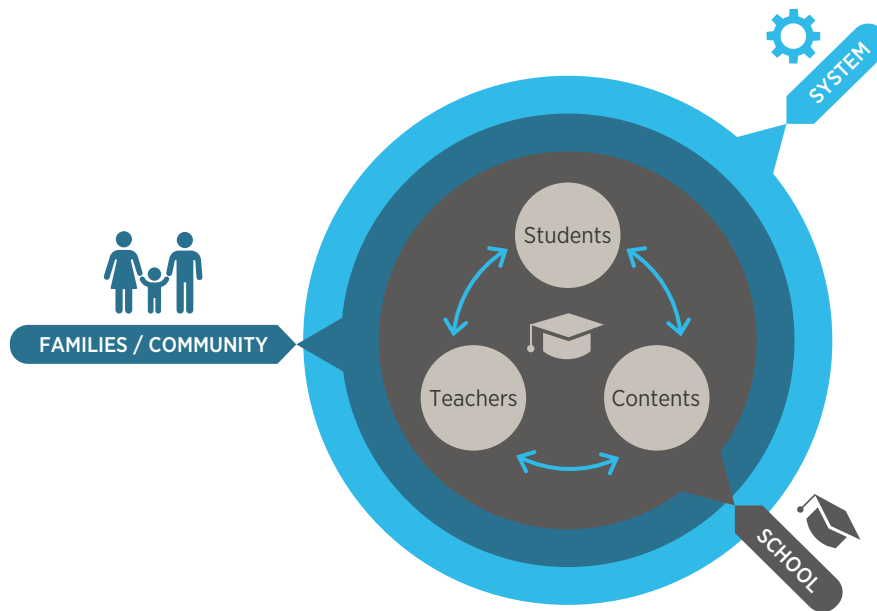 SYSTEM
Students
FAMILIES / COMMUNITY
Teachers
Contents
SCHOOL